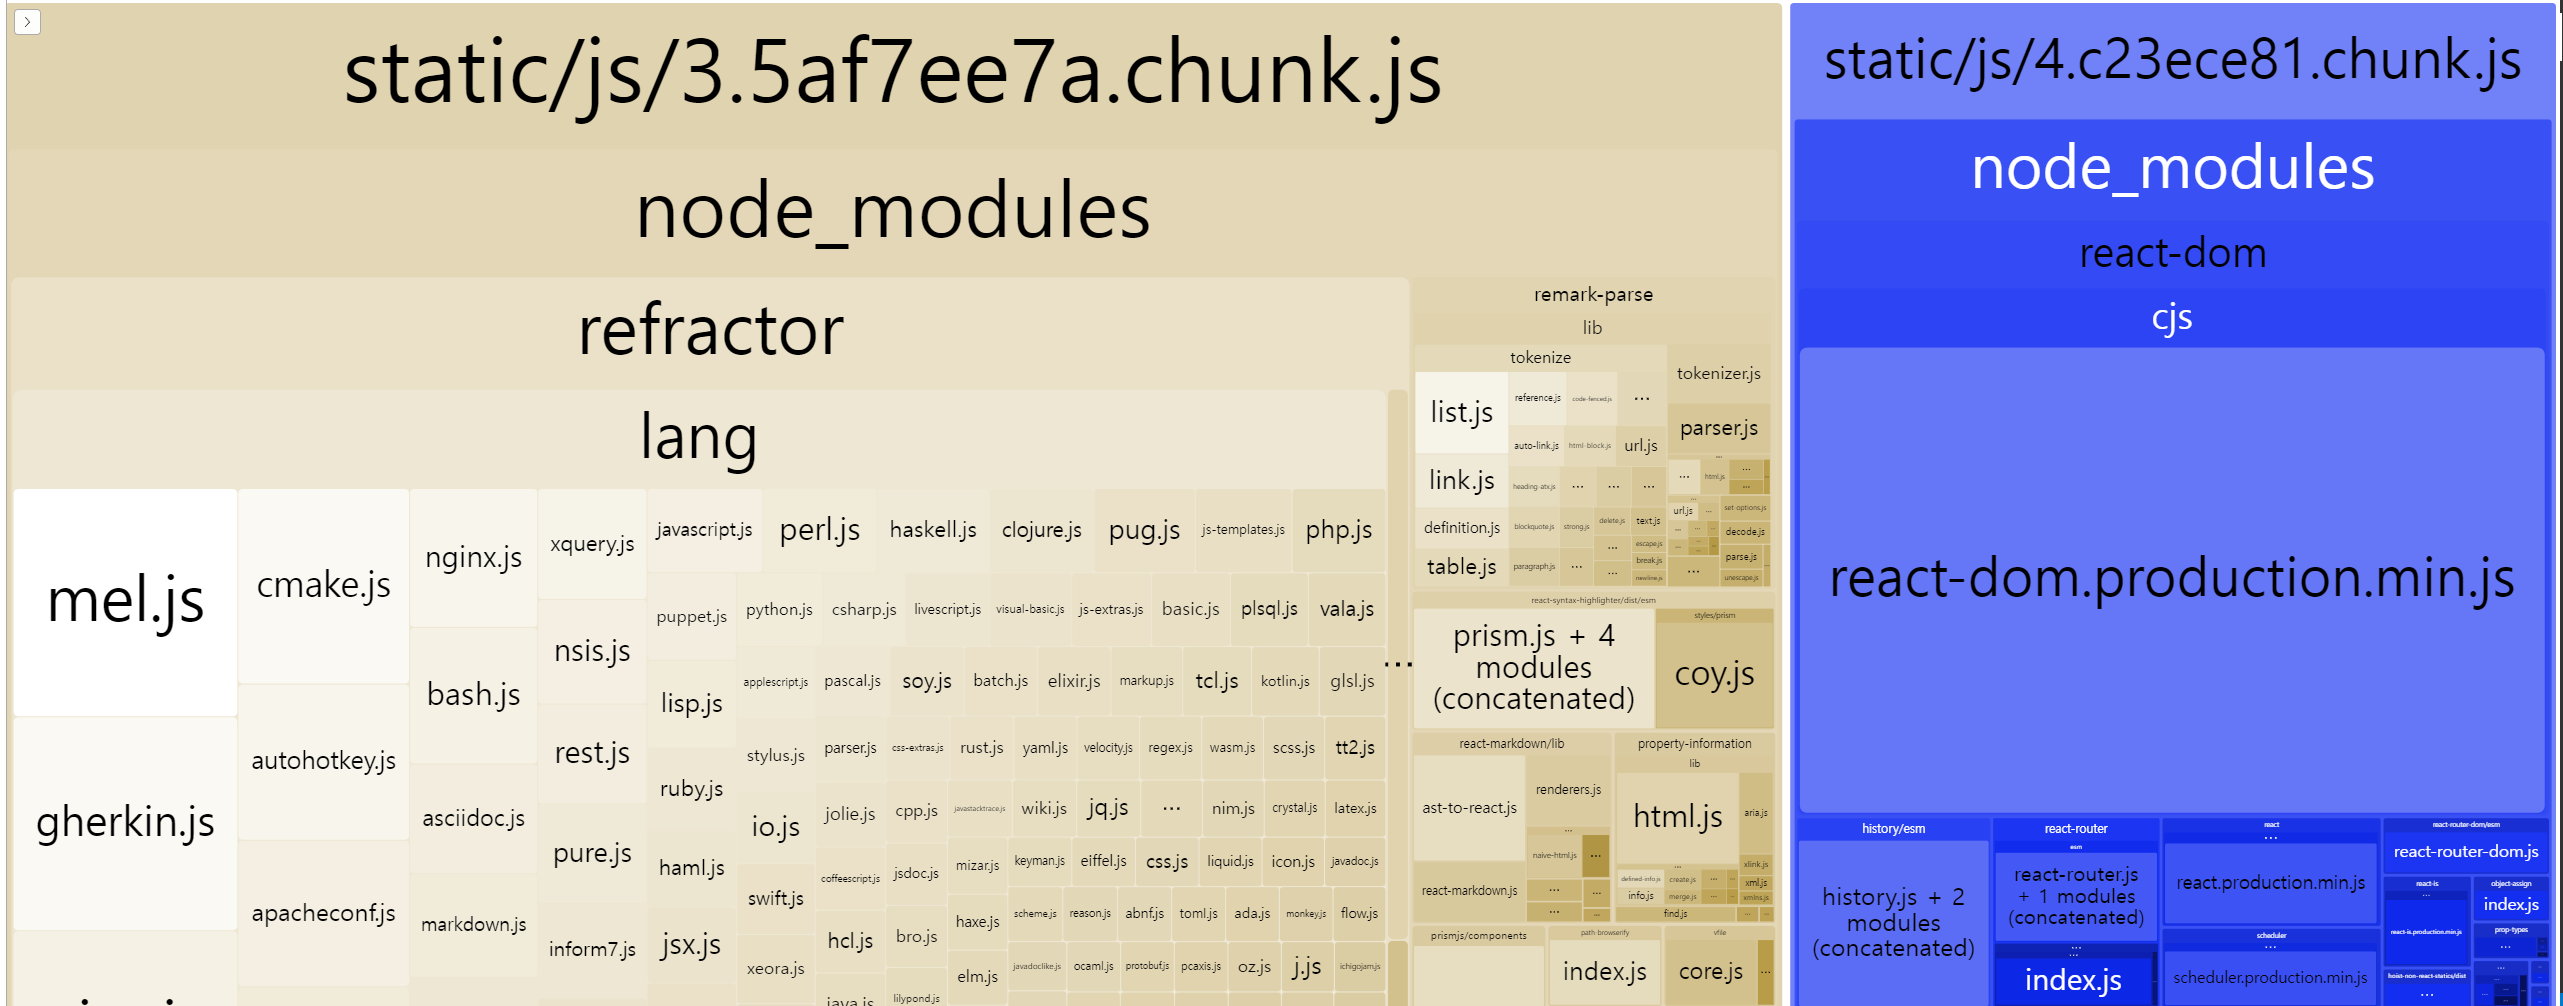 static/js/3.5af7ee7a.chunk.js
node_modules
refractor
lang
mel.js
gherkin.js
cmake.js
autohotkey.js
apacheconf.js
nginx.js
bash.js
asciidoc.js
markdown.js
xquery.js
nsis.js
rest.js
pure.js
inform7.js
javascript.js
perl.js
haskell.js
clojure.js
pug.js
js-templates.js
php.js
puppet.js
lisp.js
ruby.js
haml.js
jsx.js
python.js
csharp.js
livescript.js
visual-basic.js
js-extras.js
basic.js
plsql.js
vala.js
applescript.js
stylus.js
io.js
swift.js
xeora.js
pascal.js
soy.js
batch.js
elixir.js
markup.js
tcl.js
kotlin.js
glsl.js
parser.js
css-extras.js
rust.js
yaml.js
velocity.js
regex.js
wasm.js
scss.js
tt2.js
jolie.js
cpp.js
javastacktrace.js
wiki.js
jq.js
...
nim.js
crystal.js
latex.js
coffeescript.js
jsdoc.js
mizar.js
keyman.js
eiffel.js
css.js
liquid.js
icon.js
javadoc.js
hcl.js
bro.js
haxe.js
scheme.js
reason.js
abnf.js
toml.js
ada.js
monkey.js
flow.js
java.js
lilypond.js
elm.js
javadoclike.js
ocaml.js
protobuf.js
pcaxis.js
oz.js
j.js
ichigojam.js
...
remark-parse
lib
tokenize
list.js
link.js
definition.js
table.js
reference.js
code-fenced.js
...
auto-link.js
html-block.js
url.js
heading-atx.js
...
...
...
blockquote.js
strong.js
delete.js
text.js
escape.js
paragraph.js
...
...
...
break.js
newline.js
tokenizer.js
parser.js
...
...
html.js
...
...
...
url.js
...
set-options.js
decode.js
parse.js
unescape.js
...
react-syntax-highlighter/dist/esm
prism.js + 4
modules
(concatenated)
styles/prism
coy.js
react-markdown/lib
ast-to-react.js
react-markdown.js
renderers.js
...
naive-html.js
...
...
...
...
...
property-information
lib
html.js
aria.js
...
defined-info.js
create.js
...
info.js
merge.js
...
find.js
xlink.js
xml.js
xmlns.js
...
prismjs/components
path-browserify
index.js
vfile
core.js
...
static/js/4.c23ece81.chunk.js
node_modules
react-dom
cjs
react-dom.production.min.js
history/esm
history.js + 2
modules
(concatenated)
react-router
esm
react-router.js
+ 1 modules
(concatenated)
...
...
index.js
react
...
react.production.min.js
scheduler
...
scheduler.production.min.js
react-router-dom/esm
react-router-dom.js
react-is
...
react-is.production.min.js
object-assign
index.js
prop-types
...
hoist-non-react-statics/dist
...
...